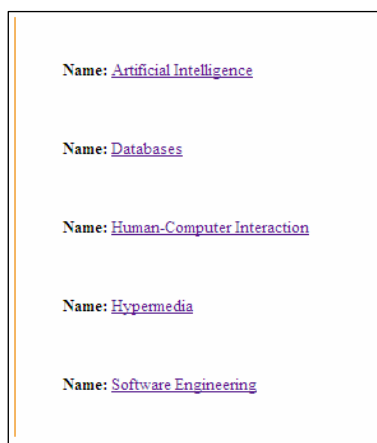 Name: Artificial Intelligence
Name: Databases
Name: Human-Computer Interaction
Name: Hypermedia
Name: Software Engineering